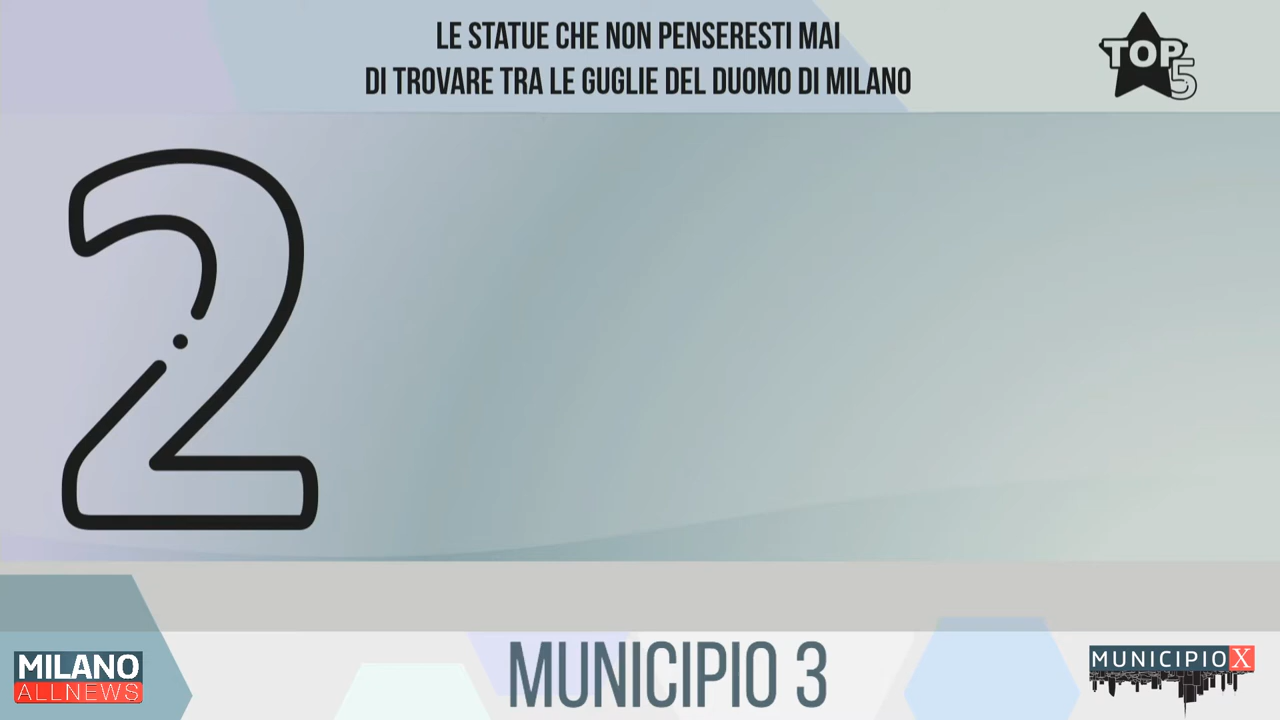 LE STATUE CHE NON PENSERESTI MAI
DI TROVARE TRA LE GUGLIE DEL DUOMO DI MILANO
TOP
5
2
MUNICIPIO 3
MILANO
ALLNEWS
MUNICIPIO X